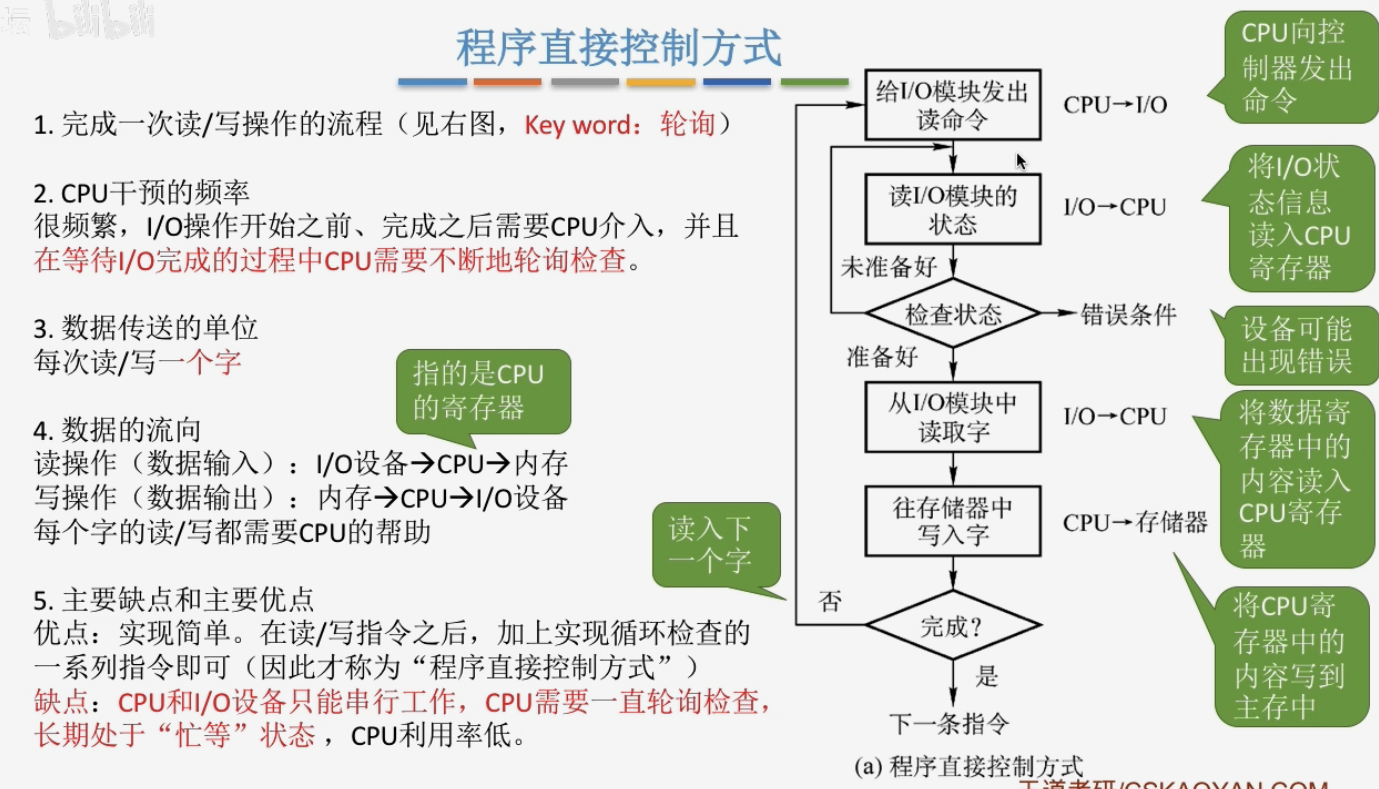 坛 bilibili
程序直接控制方式
1. 完成一次读/写操作的流程（见右图，Key word：轮询）
2. CPU干预的频率
很频繁，I/O操作开始之前、完成之后需要CPU介入，并且
在等待I/O完成的过程中CPU需要不断地轮询检查。
3. 数据传送的单位
每次读/写一个字
指的是CPU
的寄存器
4. 数据的流向
读操作（数据输入）：I/O设备→CPU→内存
写操作（数据输出）：内存→CPU→I/O设备
每个字的读/写都需要CPU的帮助
5. 主要缺点和主要优点
优点：实现简单。在读/写指令之后，加上实现循环检查的
一系列指令即可（因此才称为“程序直接控制方式”）
缺点：CPU和I/O设备只能串行工作，CPU需要一直轮询检查，
长期处于“忙等”状态，CPU利用率低。
给I/O模块发出
读命令
CPU→I/O
CPU向控
制器发出
命令
读I/O模块的
状态
I/O→CPU
将I/O状
态信息
读入CPU
寄存器
未准备好
检查状态
错误条件
设备可能
出现错误
准备好
从I/O模块中
读取字
I/O→CPU
将数据寄
存器中的
内容读入
CPU寄存
器
往存储器中
写入字
CPU→存储器
将CPU寄
存器中的
内容写到
主存中
读入下
一个字
否
完成？
是
下一条指令
(a) 程序直接控制方式
王道考研/CSKAOYAN.COM